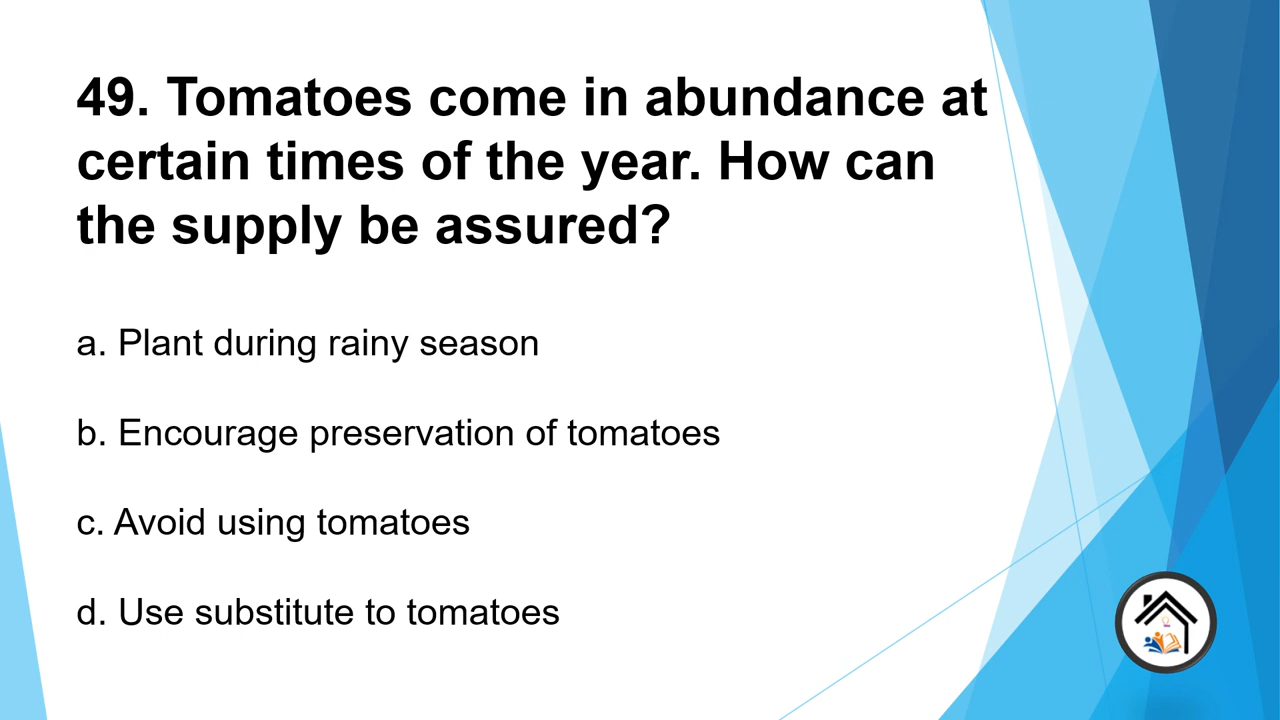 49. Tomatoes come in abundance at
certain times of the year. How can
the supply be assured?
a. Plant during rainy season
b. Encourage preservation of tomatoes
c. Avoid using tomatoes
d. Use substitute to tomatoes